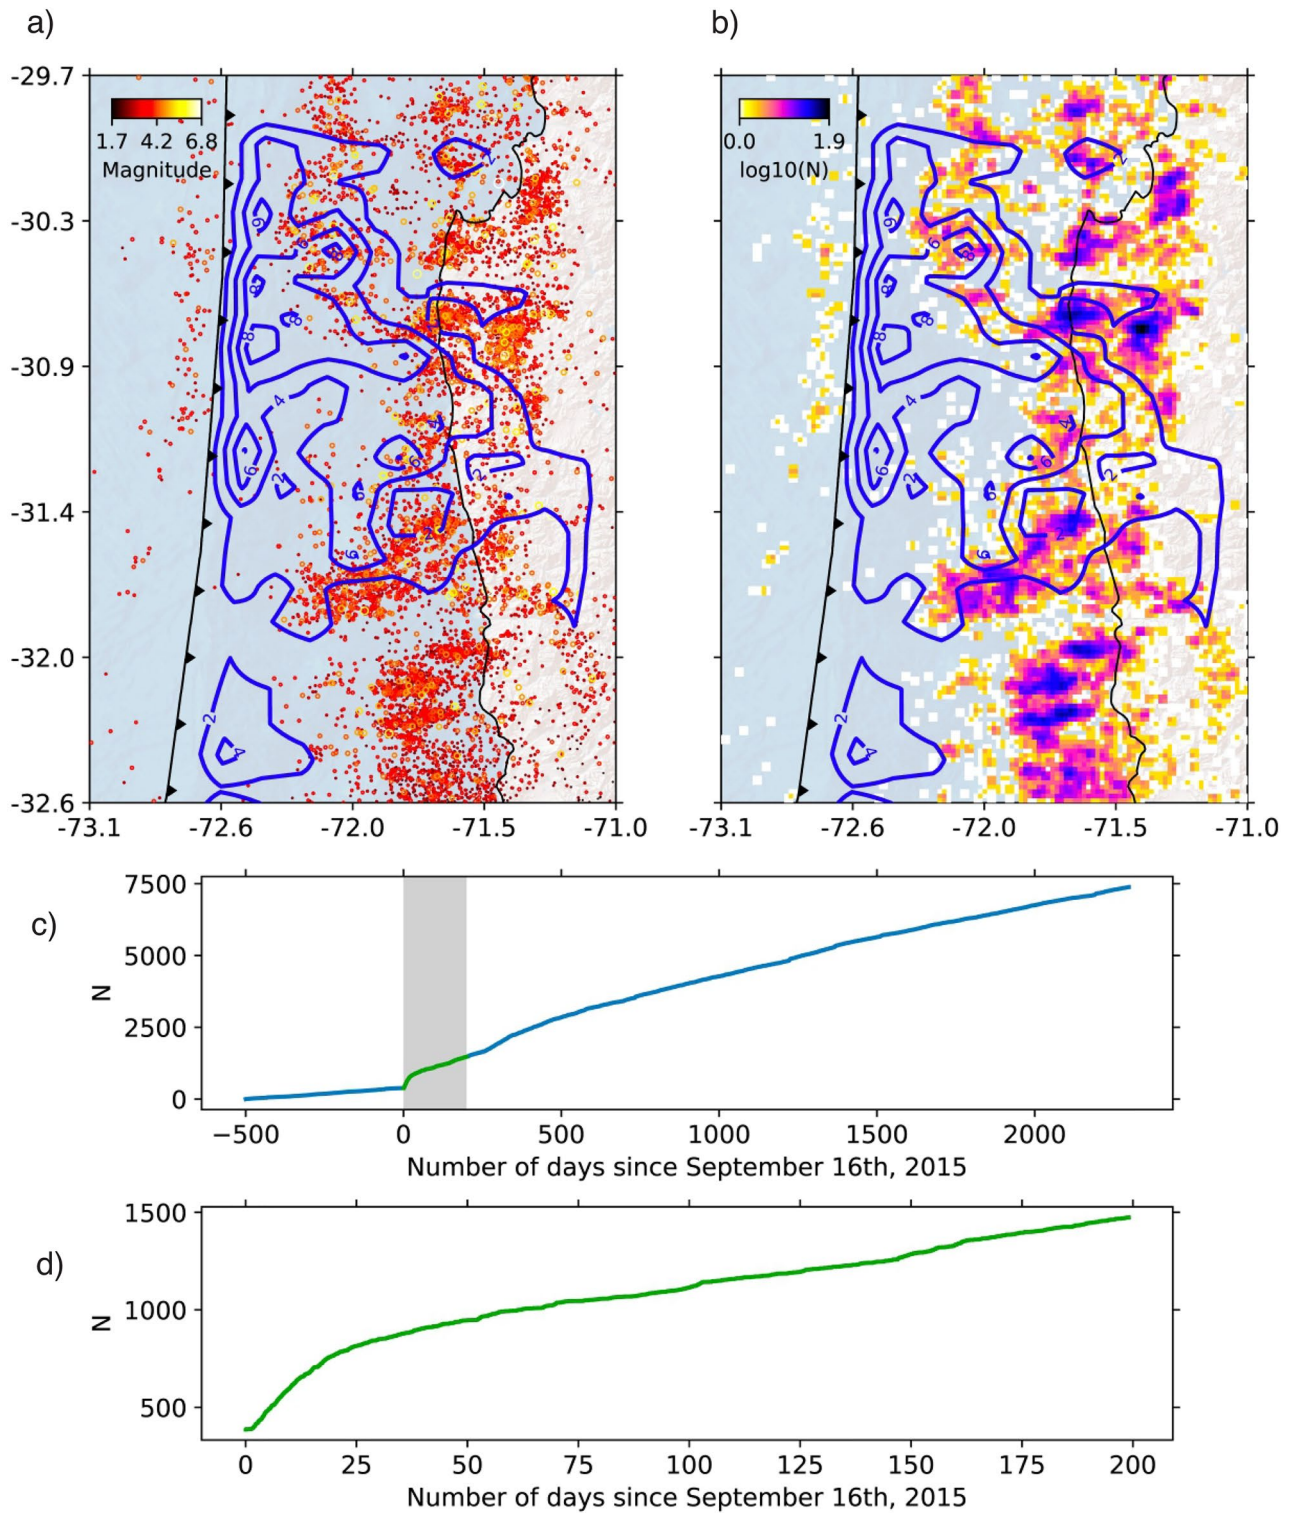 a)
b)
-29.7
-30.3
-30.9
-31.4
-32.0
-32.6
1.7 4.2 6.8
Magnitude
0.0 1.9
log10(N)
-73.1 -72.6 -72.0 -71.5 -71.0
-73.1 -72.6 -72.0 -71.5 -71.0
c)
7500
5000
2500
0
N
−500 0 500 1000 1500 2000
Number of days since September 16th, 2015
d)
1500
1000
500
N
0 25 50 75 100 125 150 175 200
Number of days since September 16th, 2015